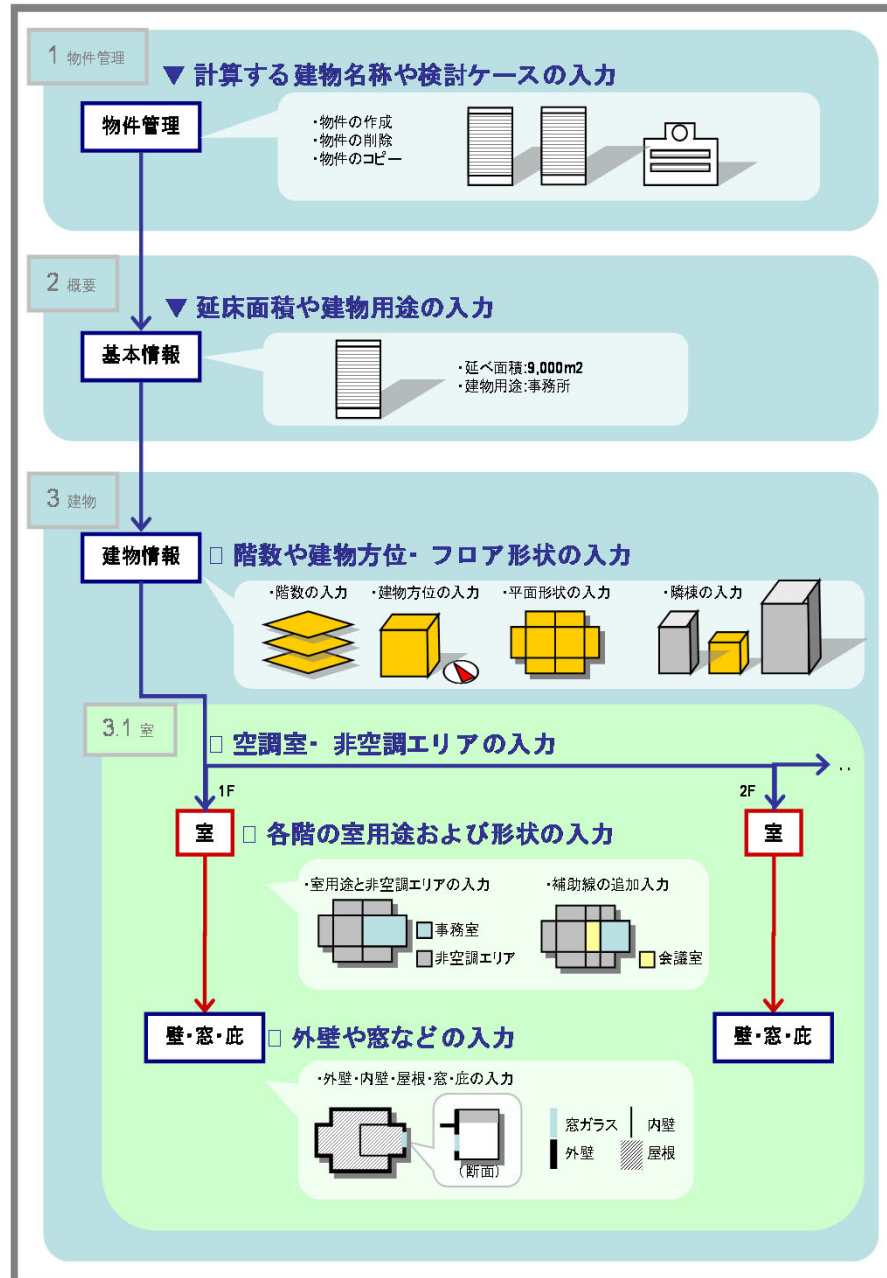 1 物件管理
▼ 計算する建物名称や検討ケースの入力
物件管理
・物件の作成
・物件の削除
・物件のコピー
2 概要
▼ 延床面積や建物用途の入力
基本情報
・延べ面積:9,000m2
・建物用途:事務所
3 建物
建物情報
□ 階数や建物方位・ フロア形状の入力
・階数の入力
・建物方位の入力
・平面形状の入力
・隣棟の入力
3.1 室
□ 空調室・ 非空調エリアの入力
‥
1F
2F
室
□ 各階の室用途および形状の入力
室
・室用途と非空調エリアの入力
・補助線の追加入力
事務室
非空調エリア
会議室
壁・窓・庇
□ 外壁や窓などの入力
壁・窓・庇
・外壁・内壁・屋根・窓・庇の入力
(断面)
窓ガラス
内壁
外壁
屋根